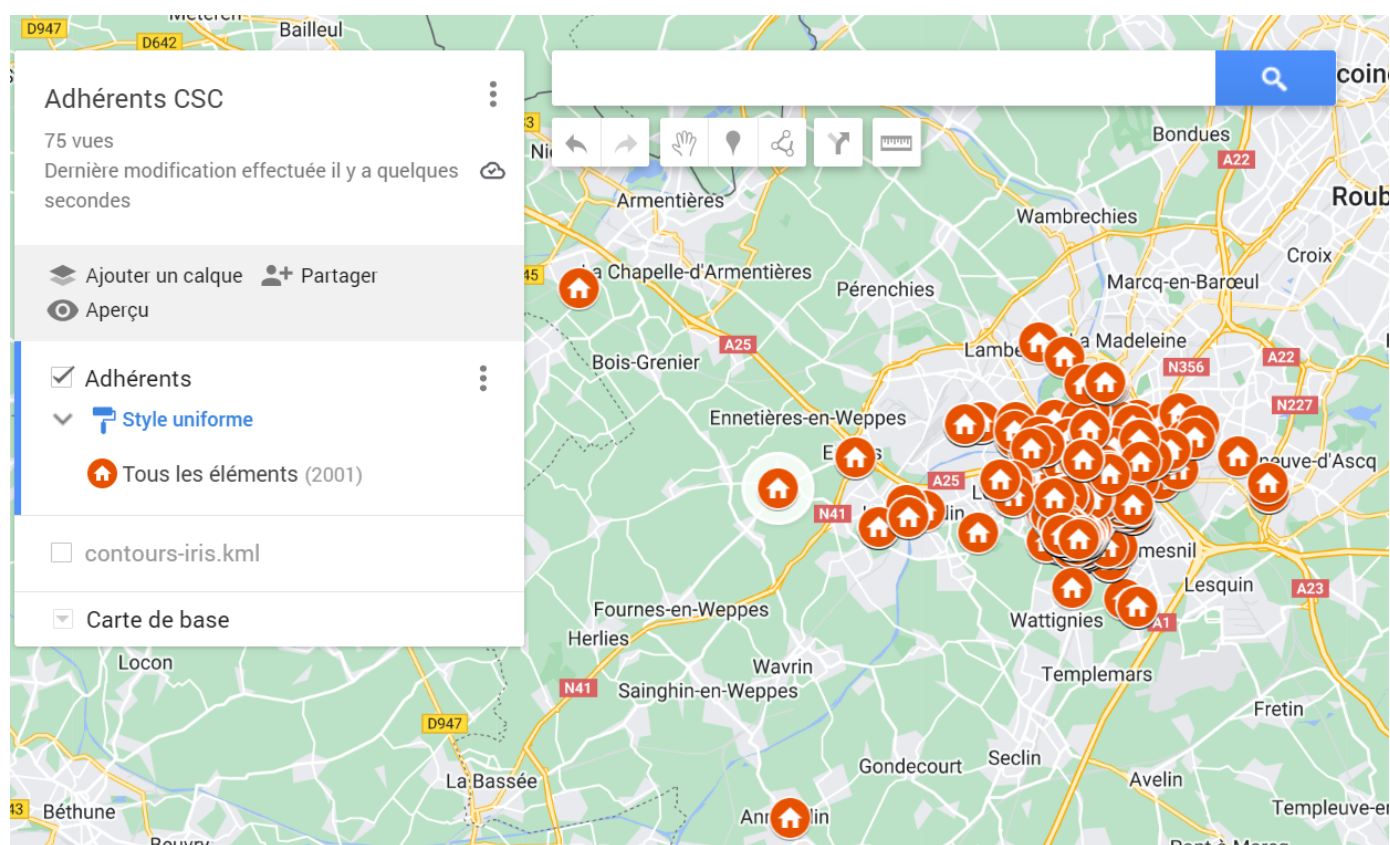 D947
D642
Bailleul
Adhérents CSC
75 vues
Dernière modification effectuée il y a quelques
secondes
Ajouter un calque
Partager
Aperçu
Adhérents
Style uniforme
Tous les éléments (2001)
contours-iris.kml
Carte de base
Bondues
A22
Armentières
Wambrechies
Croix
45
La Chapelle-d'Armentières
Pérenchies
Marcq-en-Barœul
A25
La Madeleine
Bois-Grenier
N356
A22
N227
Ennetières-en-Weppes
A25
N41
Lesquin
A23
Fournes-en-Weppes
Wattignies
A1
Herlies
Locon
Wavrin
Templemars
N41
Sainghin-en-Weppes
Fretin
D947
Seclin
Gondecourt
La Bassée
Avelin
43
Béthune